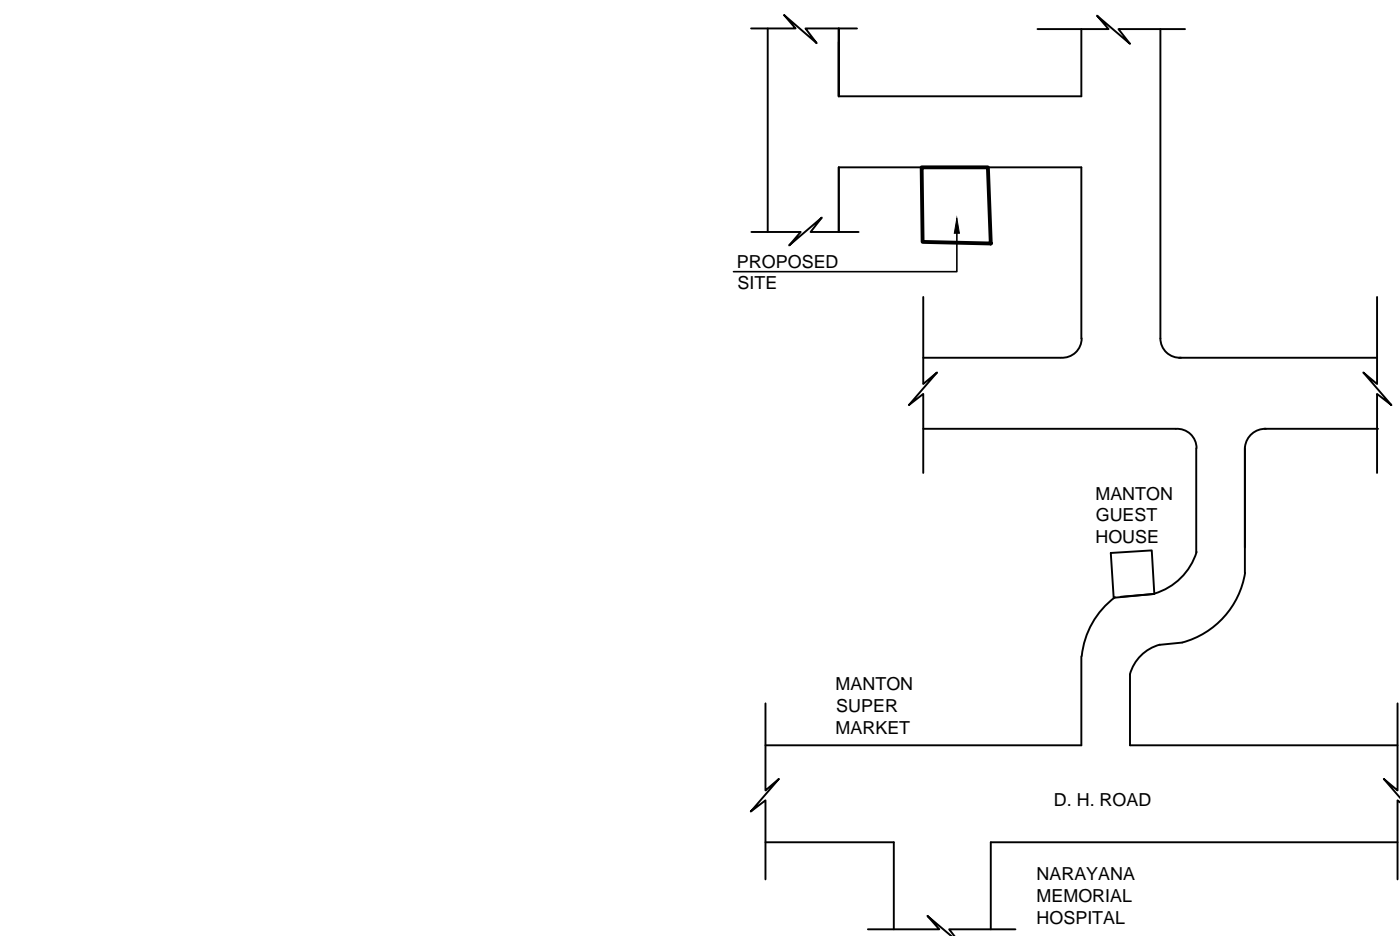 PROPOSED
SITE
MANTON
GUEST
HOUSE
MANTON
SUPER
MARKET
D. H. ROAD
NARAYANA
MEMORIAL
HOSPITAL